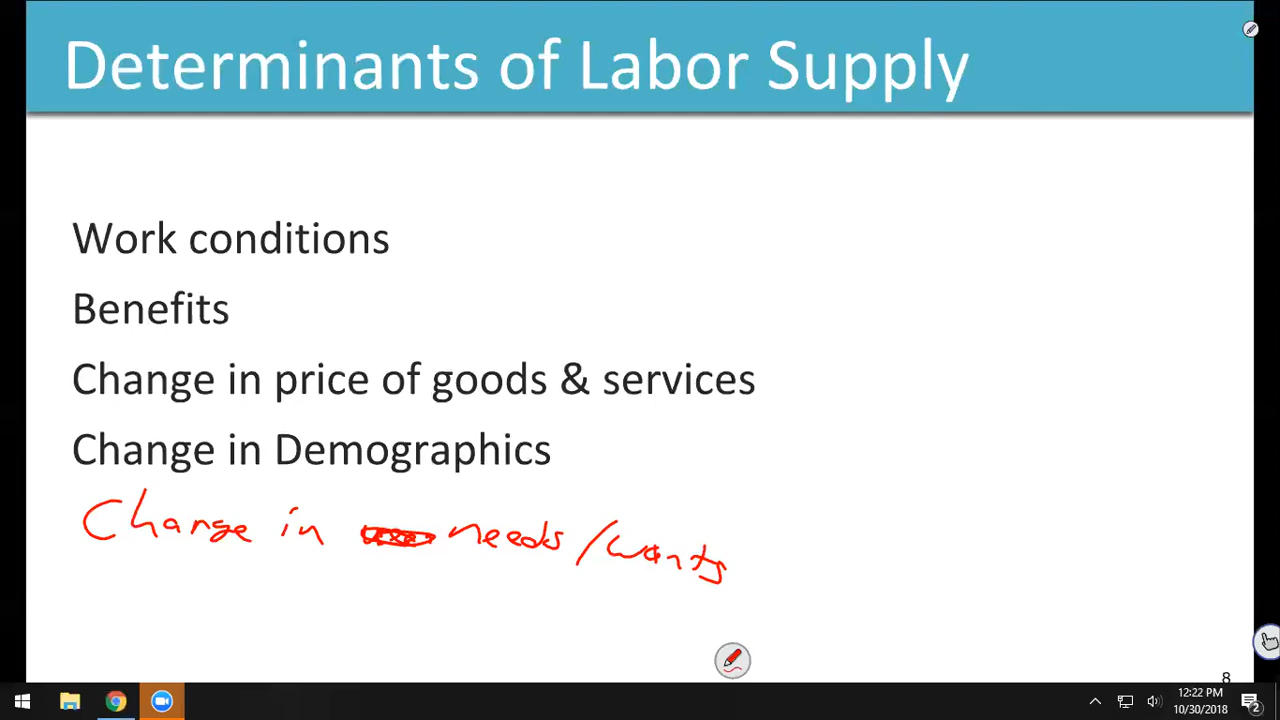 Determinants of Labor Supply
Work conditions
Benefits
Change in price of goods & services
Change in Demographics
Change in needs/wants
8
12:22 PM
10/30/2018
2